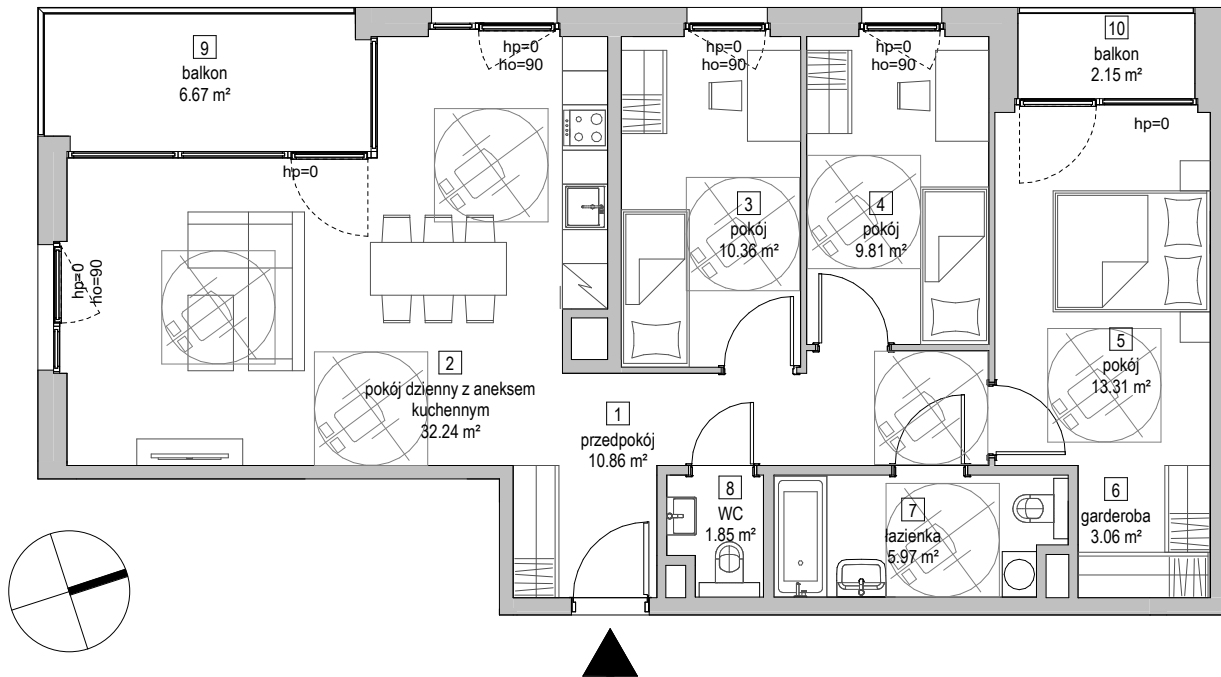 9
balkon
6.67 m²
hp=0
ho=90
hp=0
ho=90
hp=0
ho=90
10
balkon
2.15 m²
hp=0
hp=0
hp=0
ho=90
3
pokój
10.36 m²
4
pokój
9.81 m²
5
pokój
13.31 m²
2
pokój dzienny z aneksem
kuchennym
32.24 m²
1
przedpokój
10.86 m²
8
WC
1.85 m²
7
łazienka
5.97 m²
6
garderoba
3.06 m²